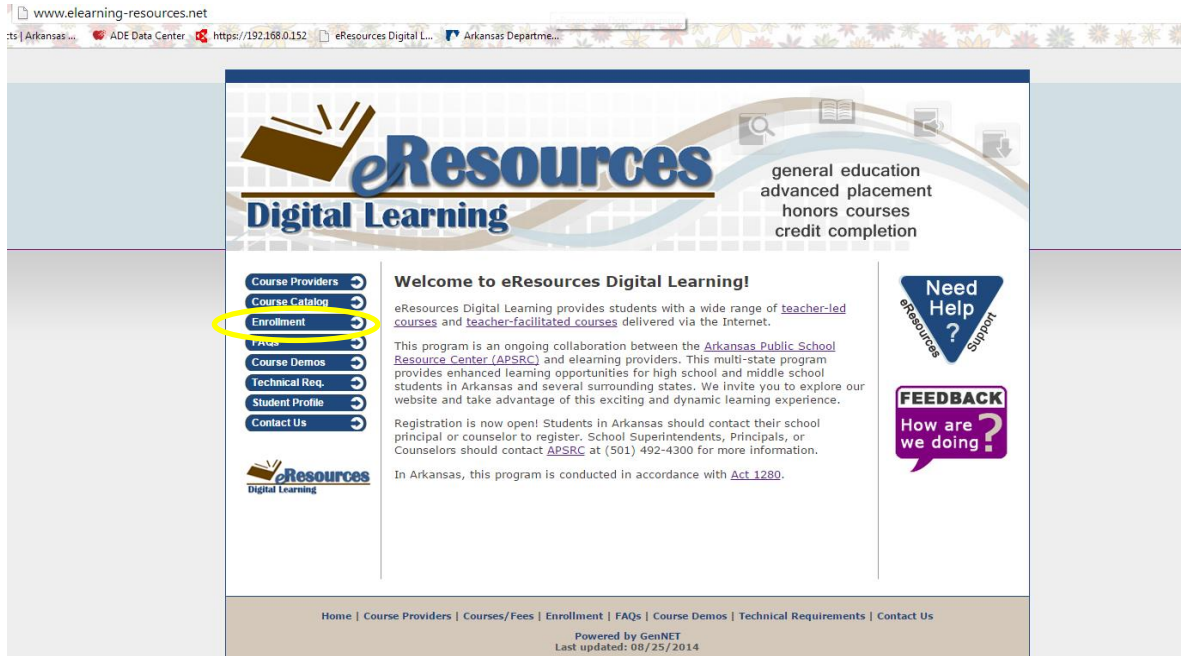 www.elearning-resources.net
cts | Arkansas ... ADE Data Center https://192.168.0.152 eResources Digital L... Arkansas Departme...
eResources
Digital Learning
general education
advanced placement
honors courses
credit completion
Course Providers
Course Catalog
Enrollment
FAQs
Course Demos
Technical Req.
Student Profile
Contact Us
eResources
Digital Learning
Welcome to eResources Digital Learning!
eResources Digital Learning provides students with a wide range of teacher-led
courses and teacher-facilitated courses delivered via the Internet.
This program is an ongoing collaboration between the Arkansas Public School
Resource Center (APSRC) and elearning providers. This multi-state program
provides enhanced learning opportunities for high school and middle school
students in Arkansas and several surrounding states. We invite you to explore our
website and take advantage of this exciting and dynamic learning experience.
Registration is now open! Students in Arkansas should contact their school
principal or counselor to register. School Superintendents, Principals, or
Counselors should contact APSRC at (501) 492-4300 for more information.
In Arkansas, this program is conducted in accordance with Act 1280.
Need
Help
?
eResources
Support
FEEDBACK
How are
we doing?
Home | Course Providers | Courses/Fees | Enrollment | FAQs | Course Demos | Technical Requirements | Contact Us
Powered by GenNET
Last updated: 08/25/2014